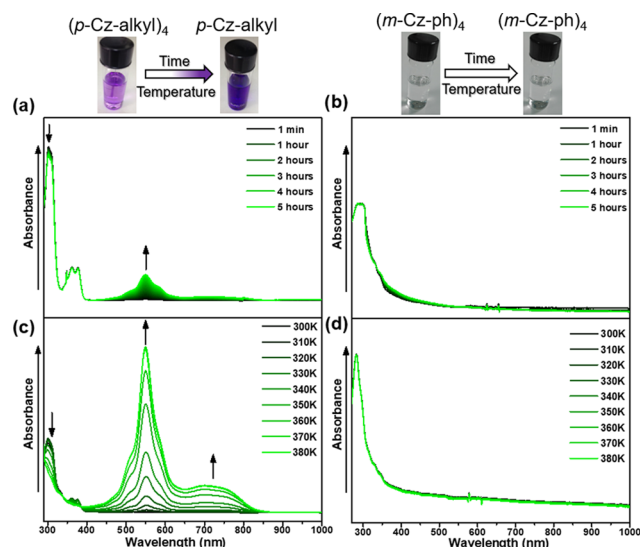 (p-Cz-alkyl)4 p-Cz-alkyl
Time
Temperature
(m-Cz-ph)4 (m-Cz-ph)4
Time
Temperature
(a)
1 min
1 hour
2 hours
3 hours
4 hours
5 hours
Absorbance
(b)
1 min
1 hour
2 hours
3 hours
4 hours
5 hours
Absorbance
(c)
300K
310K
320K
330K
340K
350K
360K
370K
380K
Absorbance
300 400 500 600 700 800 900 1000
Wavelength (nm)
(d)
300K
310K
320K
330K
340K
350K
360K
370K
380K
Absorbance
300 400 500 600 700 800 900 1000
Wavelength (nm)